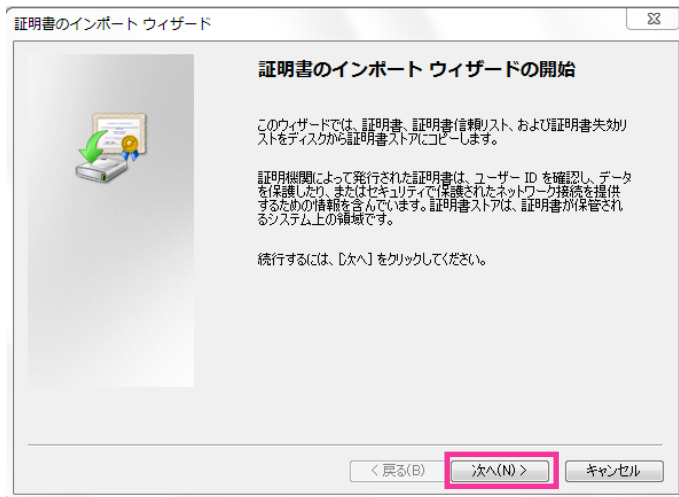 証明書のインポート ウィザード
証明書のインポート ウィザードの開始
このウィザードでは、証明書、証明書信頼リスト、および証明書失効リ
ストをディスクから証明書ストアにコピーします。
証明機関によって発行された証明書は、ユーザー ID を確認し、データ
を保護したり、またはセキュリティで保護されたネットワーク接続を提供
するための情報を含んでいます。証明書ストアは、証明書が保管され
るシステム上の領域です。
続行するには、[次へ] をクリックしてください。
< 戻る(B) 次へ(N) > キャンセル